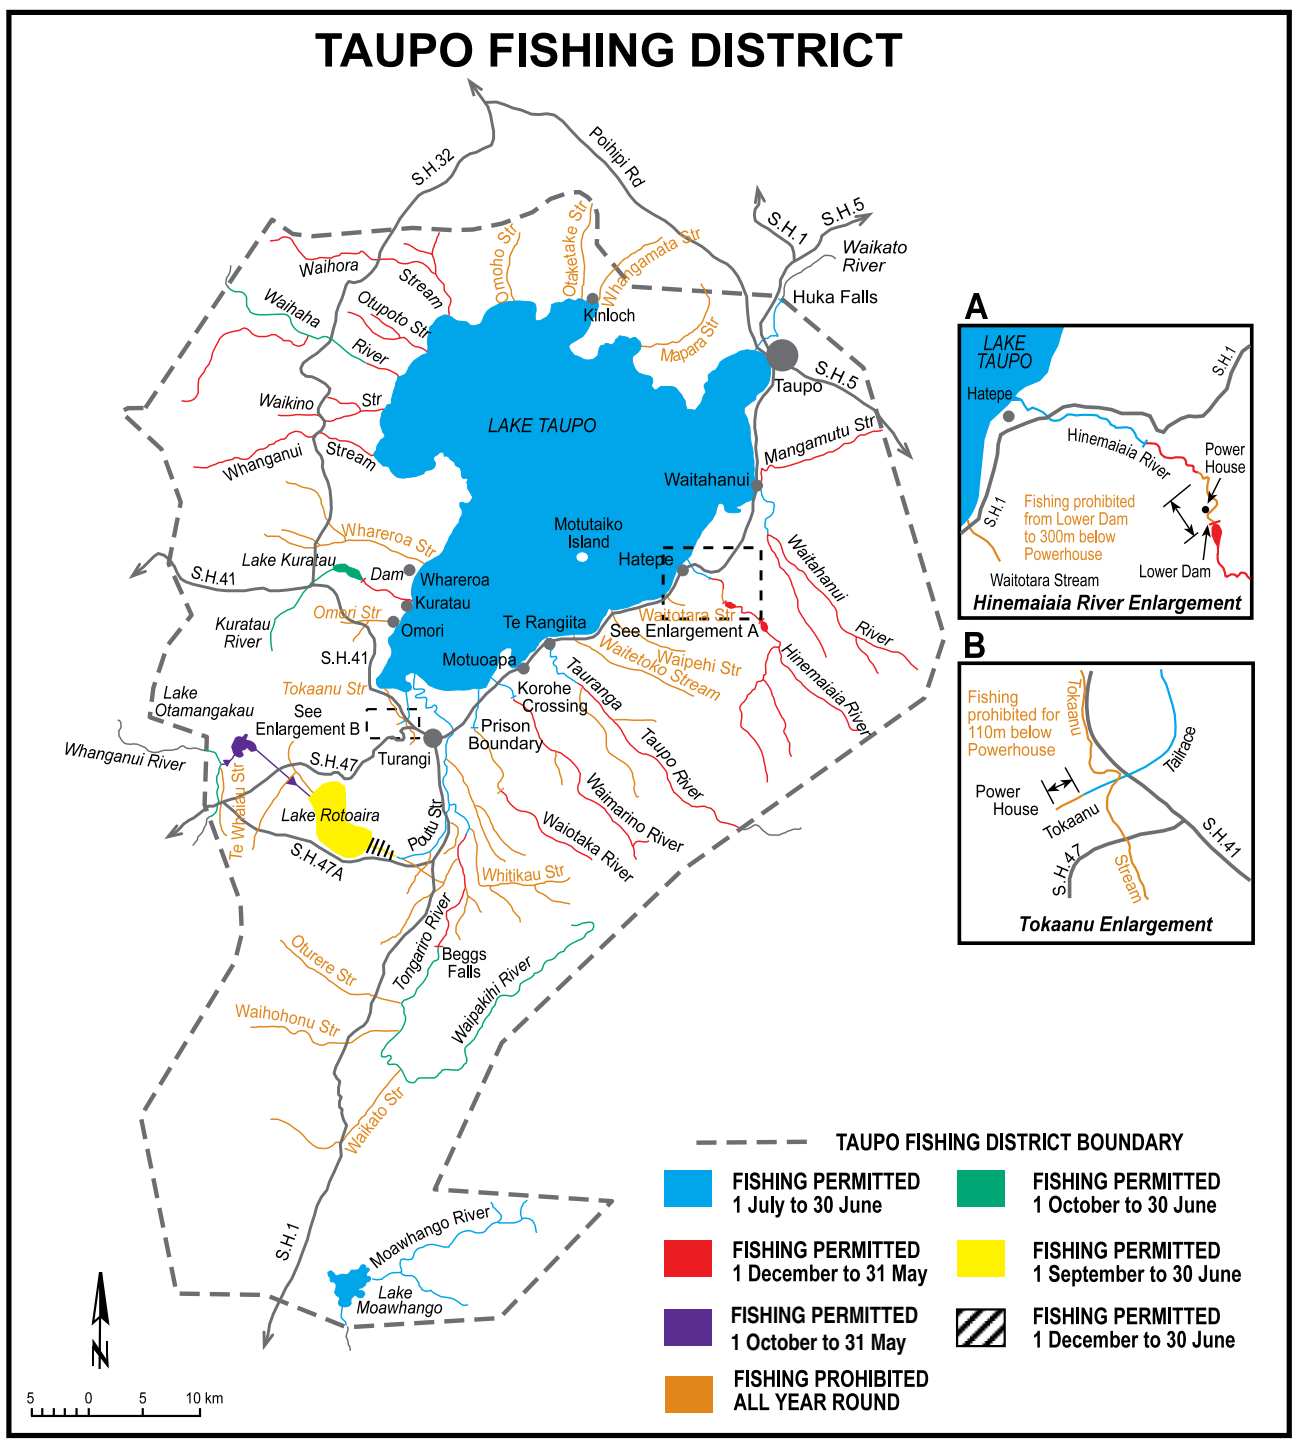 TAUPO FISHING DISTRICT
S.H.32
Poihipi Rd
S.H.1
S.H.5
Waikato
River
Huka Falls
Waihora
Stream
Omoho Str
Otaketake Str
Whangamata Str
Kinloch
Mapara Str
Waihaha
River
Otupoto Str
Taupo
S.H.5
Waikino
Str
LAKE TAUPO
Whanganui
Stream
Mangamutu Str
Waitahanui
Motutaiko
Island
Whareroa Str
Lake Kuratau
Dam
Whareroa
Hatepe
Waitahanui
River
S.H.41
Kuratau
Omori Str
Omori
Kuratau
River
Te Rangiita
Waitotara Str
See Enlargement A
S.H.41
Motuoapa
Waipehi Str
Waitetoko Stream
Hinemaiaia River
Tauranga
Taupo River
Tokaanu Str
Korohe
Crossing
Lake
Otamangakau
See
Enlargement B
Prison
Boundary
Whanganui River
Turangi
S.H.47
Te Whaiau Str
Lake Rotoaira
Poutu Str
Waimarino River
Waiotaka River
S.H.47A
Whitikau Str
Tongariro River
Beggs
Falls
Oturere Str
Waipakihi River
Waihohonu Str
Waikato Str
S.H.1
Moawhango River
Lake
Moawhango
N
5 0 5 10 km
A
LAKE
TAUPO
S.H.1
Hatepe
Hinemaiaia River
Power
House
S.H.1
Fishing prohibited
from Lower Dam
to 300m below
Powerhouse
Waitotara Stream
Lower Dam
Hinemaiaia River Enlargement
B
Fishing
prohibited for
110m below
Powerhouse
Tokaanu
Tailrace
Power
House
Tokaanu
Stream
S.H.47
S.H.41
Tokaanu Enlargement
TAUPO FISHING DISTRICT BOUNDARY
FISHING PERMITTED
1 July to 30 June
FISHING PERMITTED
1 October to 30 June
FISHING PERMITTED
1 December to 31 May
FISHING PERMITTED
1 September to 30 June
FISHING PERMITTED
1 October to 31 May
FISHING PERMITTED
1 December to 30 June
FISHING PROHIBITED
ALL YEAR ROUND